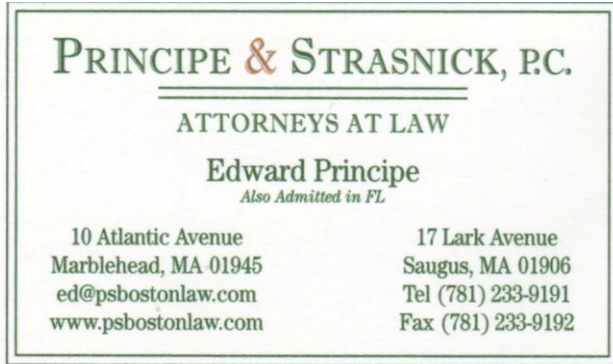 PRINCIPE & STRASNICK, P.C.
ATTORNEYS AT LAW
Edward Principe
Also Admitted in FL
10 Atlantic Avenue
Marblehead, MA 01945
ed@psbostonlaw.com
www.psbostonlaw.com
17 Lark Avenue
Saugus, MA 01906
Tel (781) 233-9191
Fax (781) 233-9192